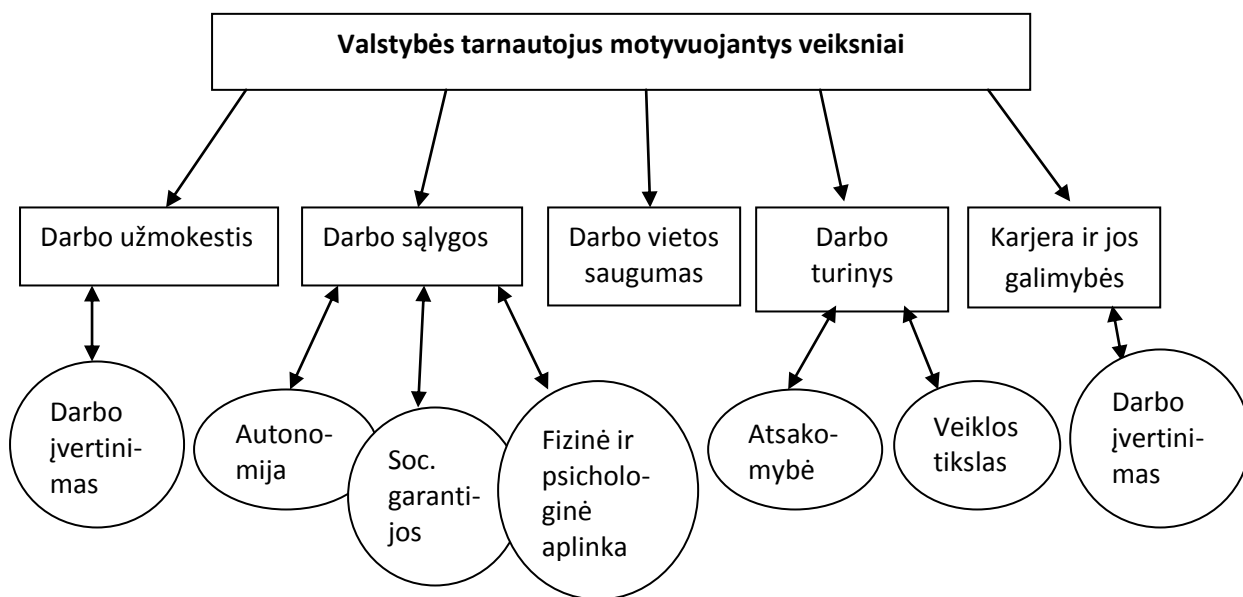 Valstybės tarnautojus motyvuojantys veiksniai
Darbo užmokestis
Darbo sąlygos
Darbo vietos
saugumas
Darbo
turinys
Karjera ir jos
galimybės
Darbo
įvertini-
mas
Autono-
mija
Soc.
garanti-
jos
Fizinė ir
psicholo-
ginė
aplinka
Atsako-
mybė
Veiklos
tikslas
Darbo
įvertini-
mas